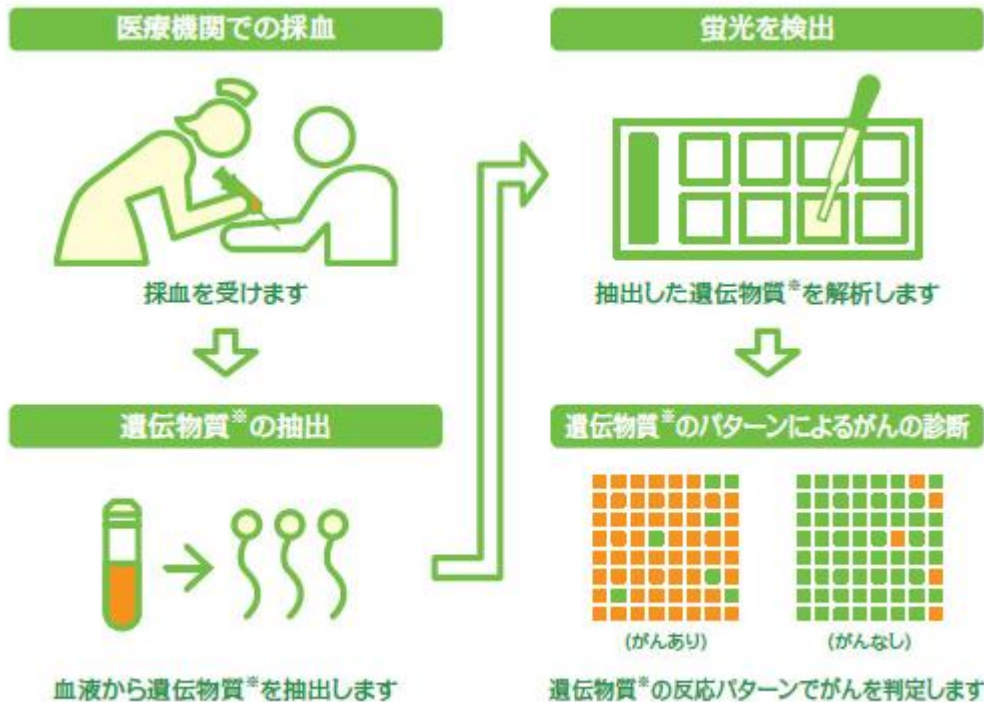 医療機関での採血
採血を受けます
遺伝物質※の抽出
血液から遺伝物質※を抽出します
蛍光を検出
抽出した遺伝物質※を解析します
遺伝物質※のパターンによるがんの診断
(がんあり)
(がんなし)
遺伝物質※の反応パターンでがんを判定します